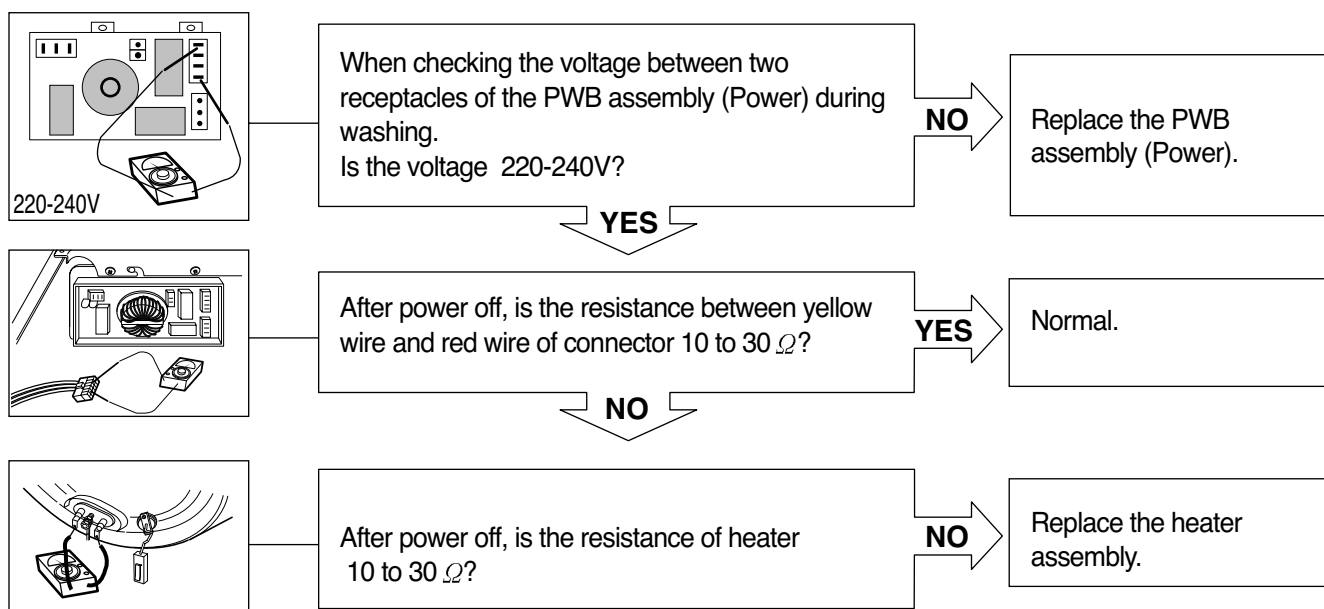 220-240V
When checking the voltage between two
receptacles of the PWB assembly (Power) during
washing.
Is the voltage 220-240V?
NO
Replace the PWB
assembly (Power).
YES
After power off, is the resistance between yellow
wire and red wire of connector 10 to 30 Ω?
YES
Normal.
NO
After power off, is the resistance of heater
10 to 30 Ω?
NO
Replace the heater
assembly.